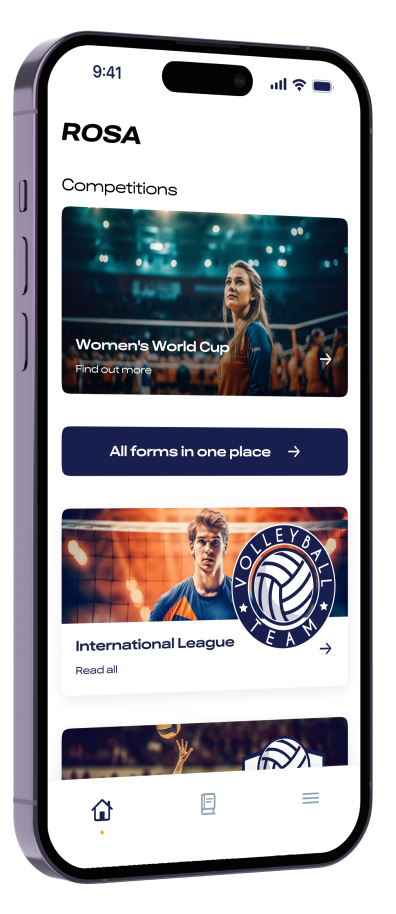 9:41
ROSA
Competitions
Women's World Cup
Find out more
All forms in one place
VOLLEYBALL
TEAM
International League
Read all